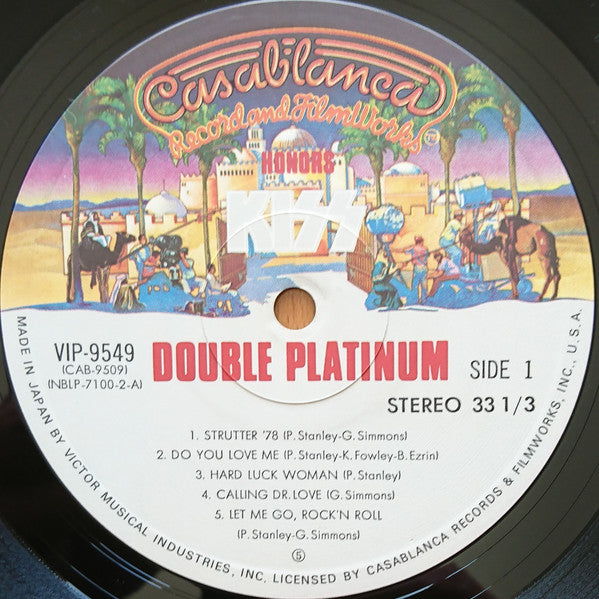 Casablanca
Record and FilmWorks
HONORS
KISS
VIP-9549
(CAB-9509)
(NBLP-7100-2-A)
DOUBLE PLATINUM
SIDE 1
STEREO 33 1/3
1. STRUTTER '78 (P. Stanley-G. Simmons)
2. DO YOU LOVE ME (P. Stanley-K. Fowley-B. Ezrin)
3. HARD LUCK WOMAN (P. Stanley)
4. CALLING DR. LOVE (G. Simmons)
5. LET ME GO, ROCK'N ROLL
(P. Stanley-G. Simmons)
⑤
MADE IN JAPAN BY VICTOR MUSICAL INDUSTRIES, INC. LICENSED BY CASABLANCA RECORDS & FILMWORKS, INC., U.S.A.